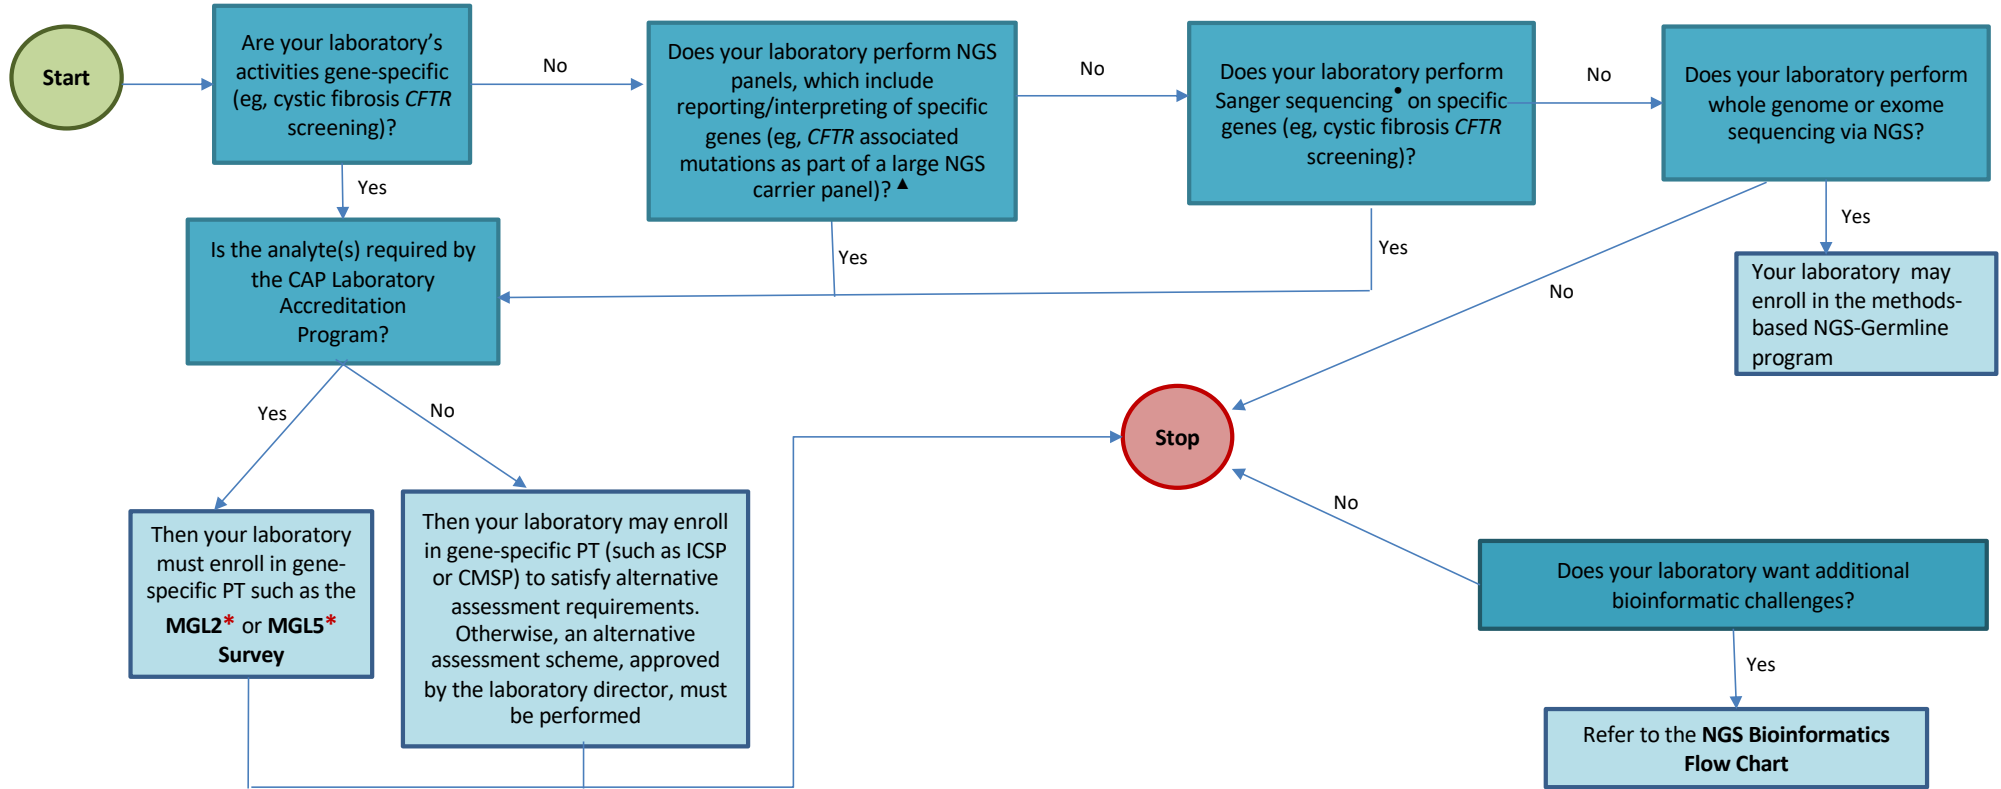 Start
Are your laboratory’s
activities gene-specific
(eg, cystic fibrosis CFTR
screening)?
No
Does your laboratory perform NGS
panels, which include
reporting/interpreting of specific
genes (eg, CFTR associated
mutations as part of a large NGS
carrier panel)? ▲
No
Does your laboratory perform
Sanger sequencing• on specific
genes (eg, cystic fibrosis CFTR
screening)?
No
Does your laboratory perform
whole genome or exome
sequencing via NGS?
Yes
Yes
Yes
Yes
Is the analyte(s) required by
the CAP Laboratory
Accreditation
Program?
No
Your laboratory may
enroll in the methods-
based NGS-Germline
program
Yes
No
Stop
Then your laboratory
must enroll in gene-
specific PT such as the
MGL2* or MGL5*
Survey
Then your laboratory may enroll
in gene-specific PT (such as ICSP
or CMSP) to satisfy alternative
assessment requirements.
Otherwise, an alternative
assessment scheme, approved
by the laboratory director, must
be performed
No
Does your laboratory want additional
bioinformatic challenges?
Yes
Refer to the NGS Bioinformatics
Flow Chart